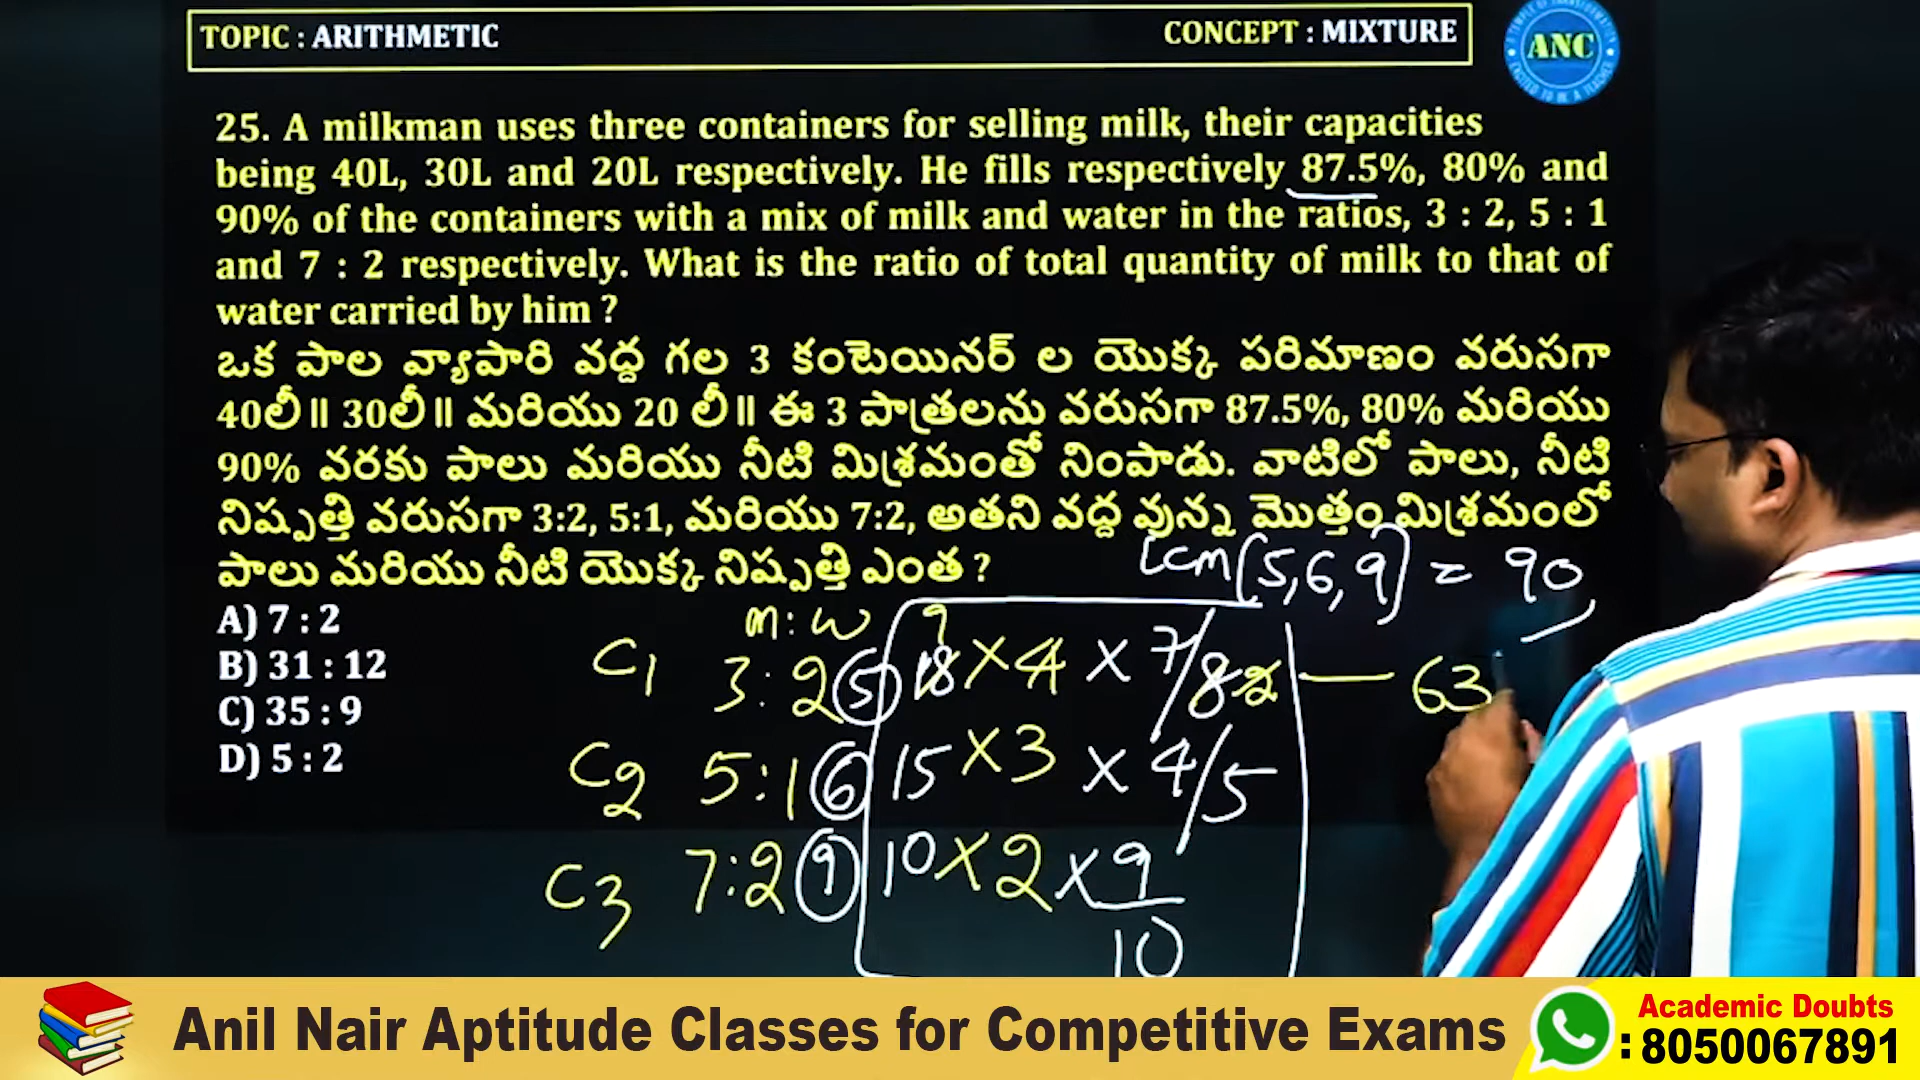 TOPIC : ARITHMETIC
CONCEPT : MIXTURE
ANC
25. A milkman uses three containers for selling milk, their capacities
being 40L, 30L and 20L respectively. He fills respectively 87.5%, 80% and
90% of the containers with a mix of milk and water in the ratios, 3 : 2, 5 : 1
and 7 : 2 respectively. What is the ratio of total quantity of milk to that of
water carried by him ?
ఒక పాల వ్యాపారి వద్ద గల 3 కంటెయినర్ ల యొక్క పరిమాణం వరుసగా
40లీ॥ 30లీ॥ మరియు 20 లీ॥ ఈ 3 పాత్రలను వరుసగా 87.5%, 80% మరియు
90% వరకు పాలు మరియు నీటి మిశ్రమంతో నింపాడు. వాటిలో పాలు, నీటి
నిష్పత్తి వరుసగా 3:2, 5:1, మరియు 7:2, అతని వద్ద వున్న మొత్తం మిశ్రమంలో
పాలు మరియు నీటి యొక్క నిష్పత్తి ఎంత ?
LCM [5,6,9] = 90
A) 7 : 2
B) 31 : 12
C) 35 : 9
D) 5 : 2
m : w 9
C1 3 : 2 5 18 × 4 × 7/8 2 — 63
C2 5 : 1 6 15 × 3 × 4/5
C3 7 : 2 9 10 × 2 × 9
10
Anil Nair Aptitude Classes for Competitive Exams
Academic Doubts
: 8050067891